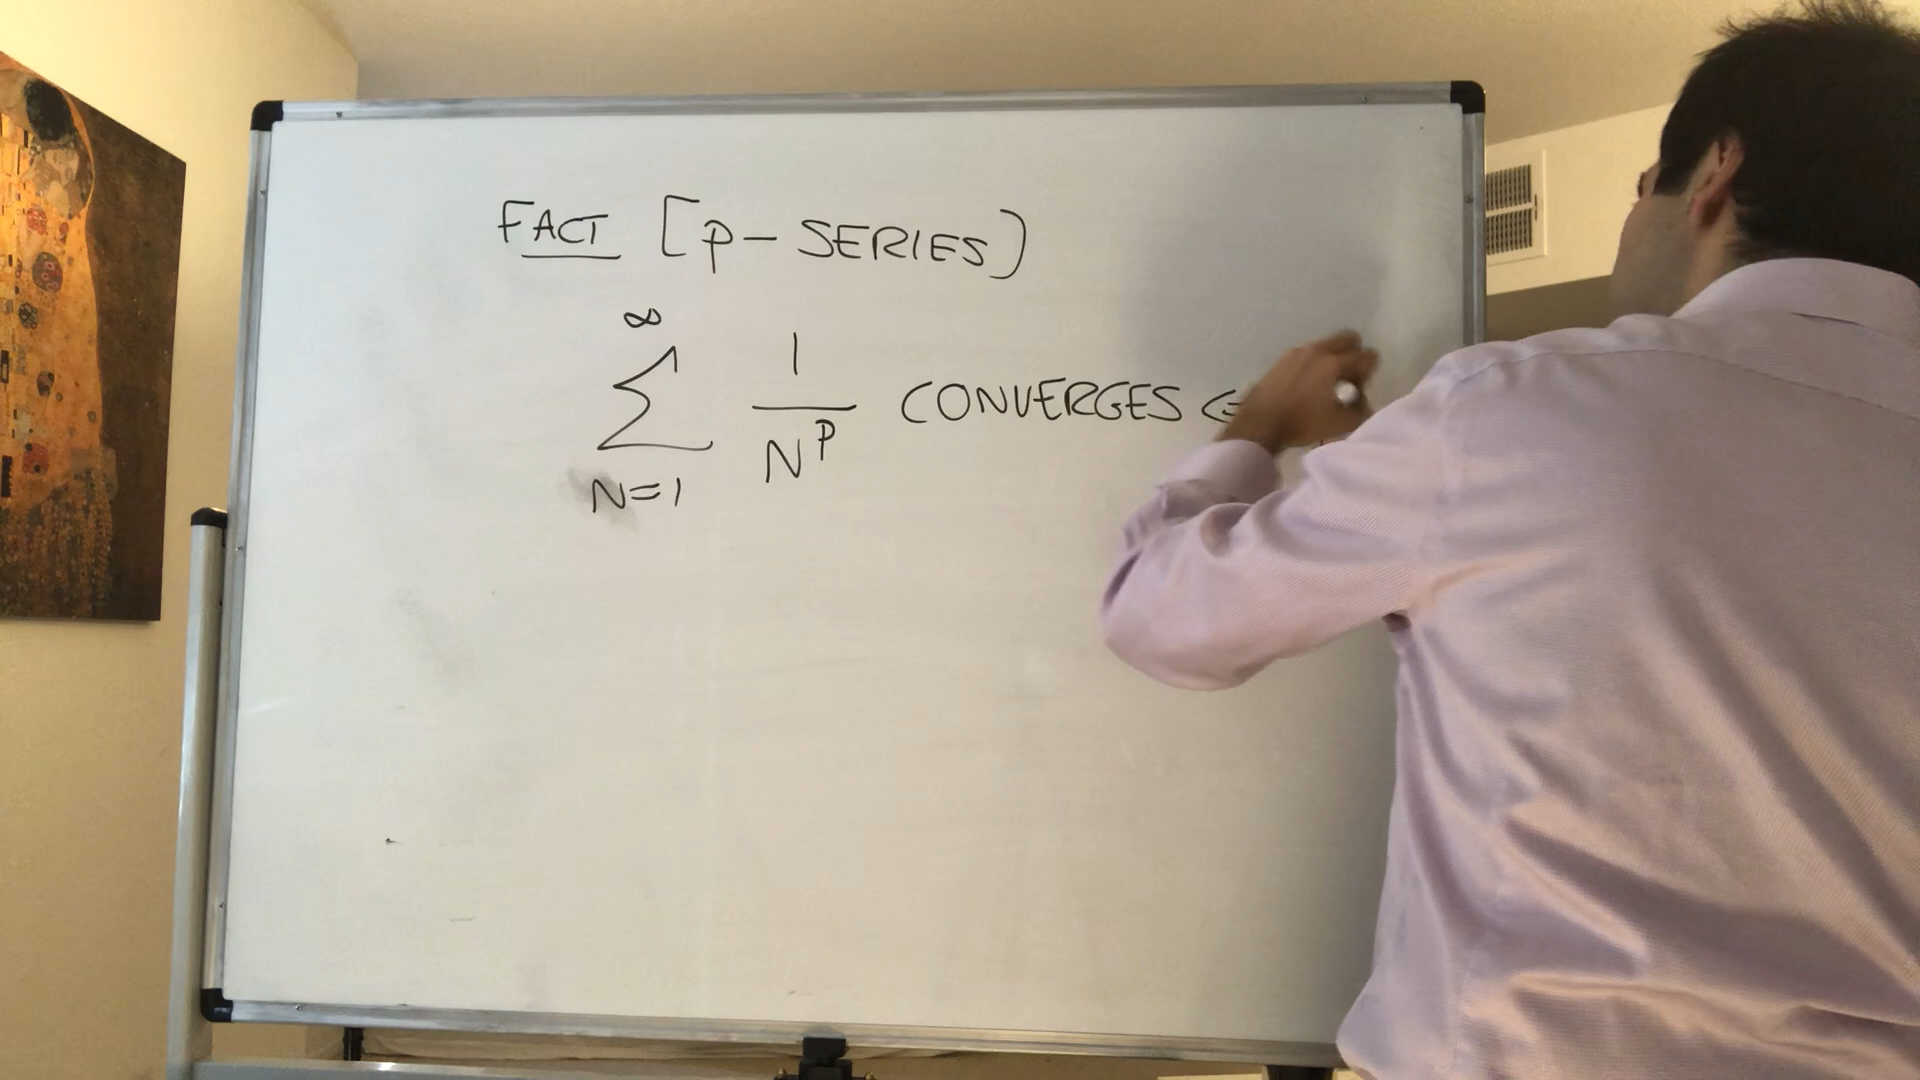 FACT [p-SERIES)
∞
∑ 1/N^p CONVERGES
N=1